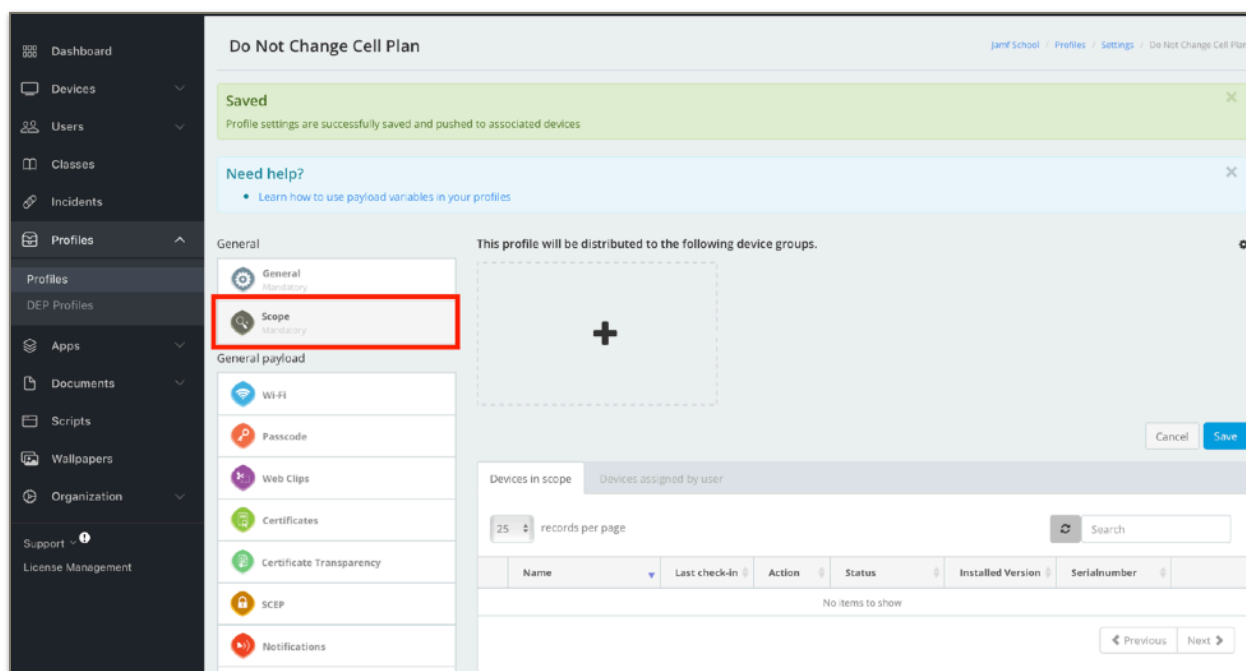 Dashboard
Devices
Users
Classes
Incidents
Profiles
Profiles
DEP Profiles
Apps
Documents
Scripts
Wallpapers
Organization
Support
License Management
Do Not Change Cell Plan
Jamf School / Profiles / Settings / Do Not Change Cell Plan
Saved
Profile settings are successfully saved and pushed to associated devices
Need help?
Learn how to use payload variables in your profiles
General
General
Mandatory
Scope
Mandatory
General payload
Wi-Fi
Passcode
Web Clips
Certificates
Certificate Transparency
SCEP
Notifications
This profile will be distributed to the following device groups.
Cancel Save
Devices in scope Devices assigned by user
25 records per page Search
Name Last check-in Action Status Installed Version Serialnumber
No items to show
Previous Next